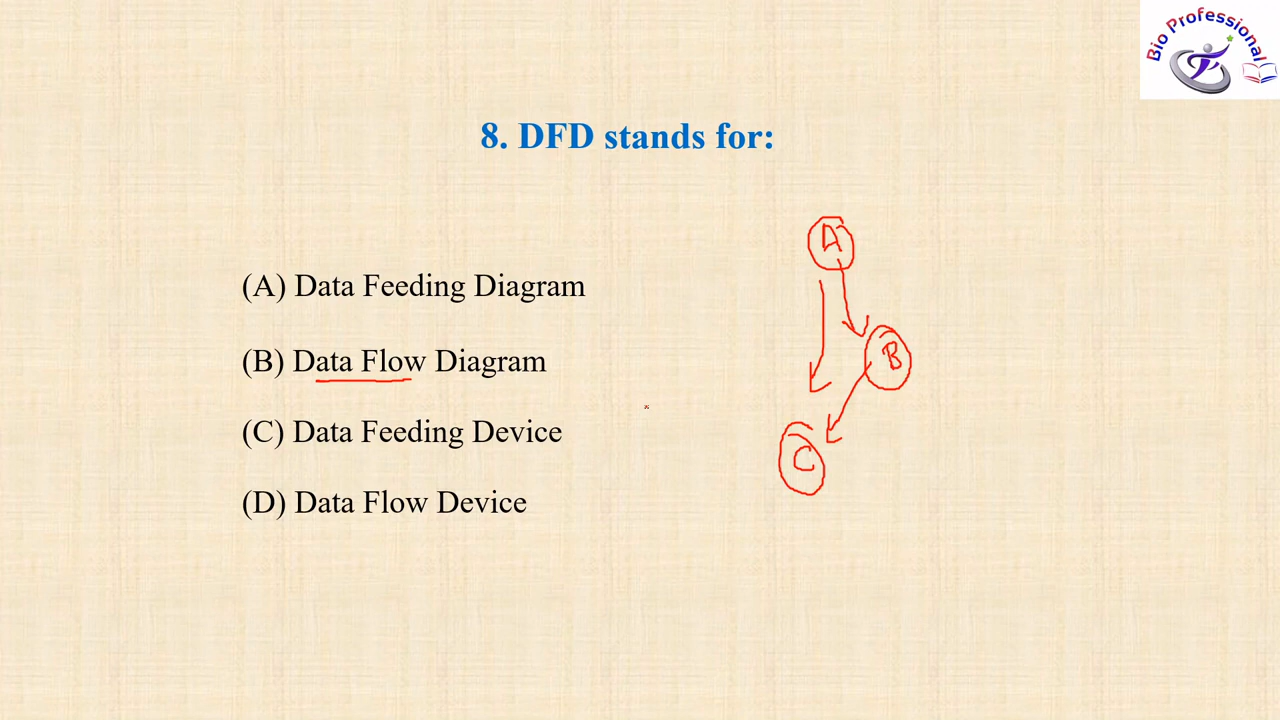 Bio Professional
8. DFD stands for:
(A) Data Feeding Diagram
(B) Data Flow Diagram
(C) Data Feeding Device
(D) Data Flow Device
A
B
C